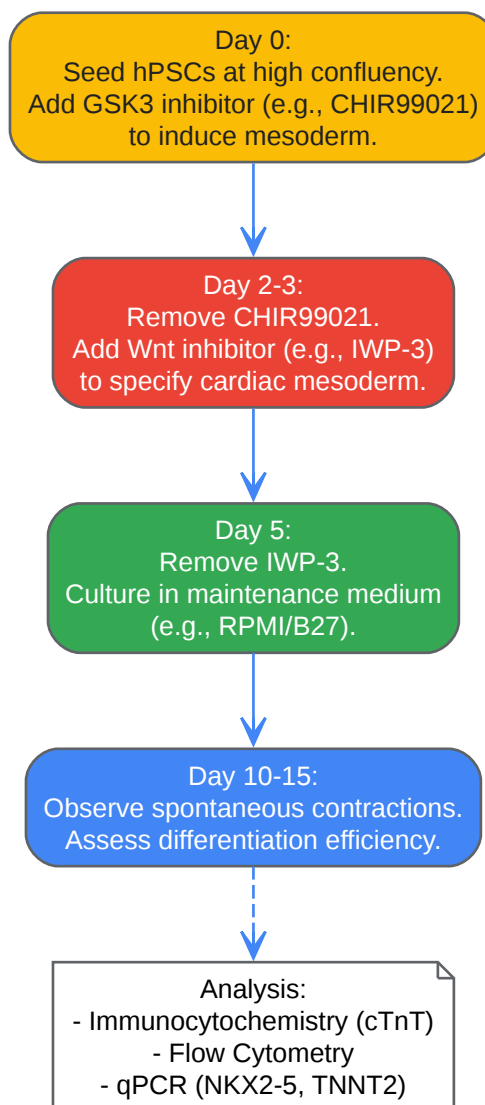 Day 0:
Seed hPSCs at high confluency.
Add GSK3 inhibitor (e.g., CHIR99021)
to induce mesoderm.
Day 2-3:
Remove CHIR99021.
Add Wnt inhibitor (e.g., IWP-3)
to specify cardiac mesoderm.
Day 5:
Remove IWP-3.
Culture in maintenance medium
(e.g., RPMI/B27).
Day 10-15:
Observe spontaneous contractions.
Assess differentiation efficiency.
Analysis:
- Immunocytochemistry (cTnT)
- Flow Cytometry
- qPCR (NKX2-5, TNNT2)